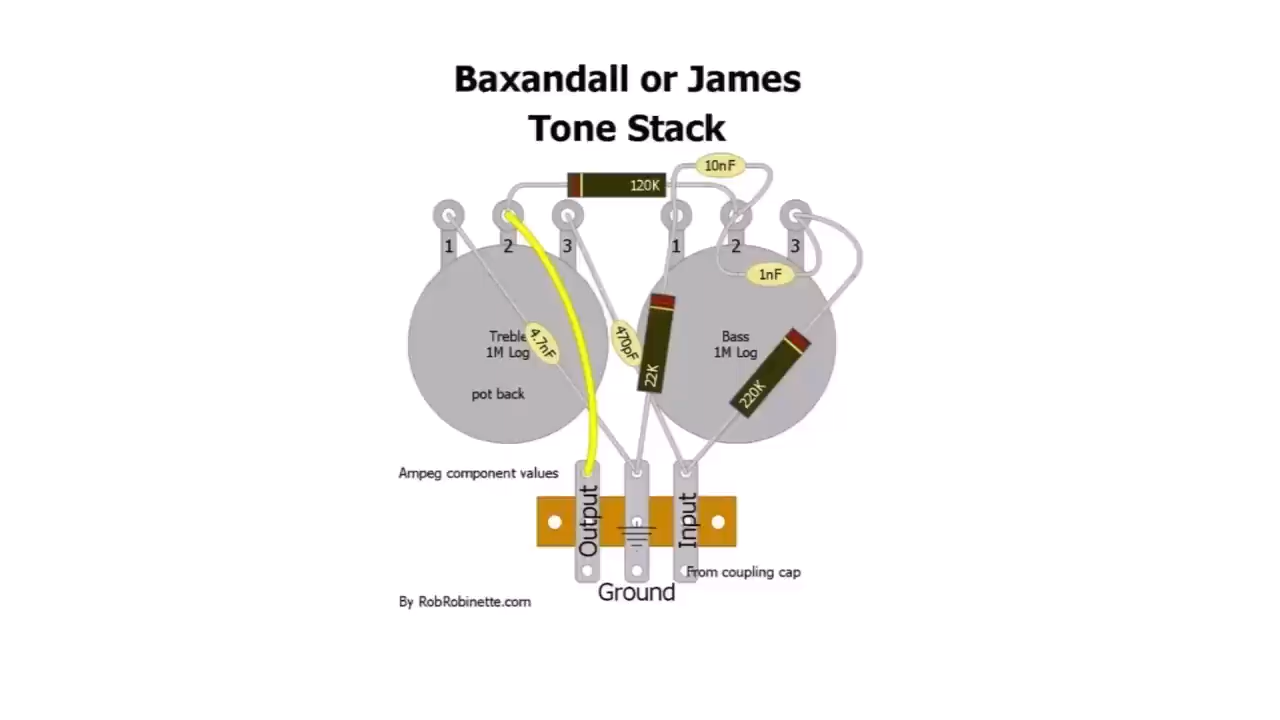 Baxandall or James
Tone Stack
10nF
120K
1 2 3 1 2 3
1nF
Treble
1M Log
4.7nF
470pF
22K
Bass
1M Log
220K
pot back
Ampeg component values
Output
Input
From coupling cap
Ground
By RobRobinette.com